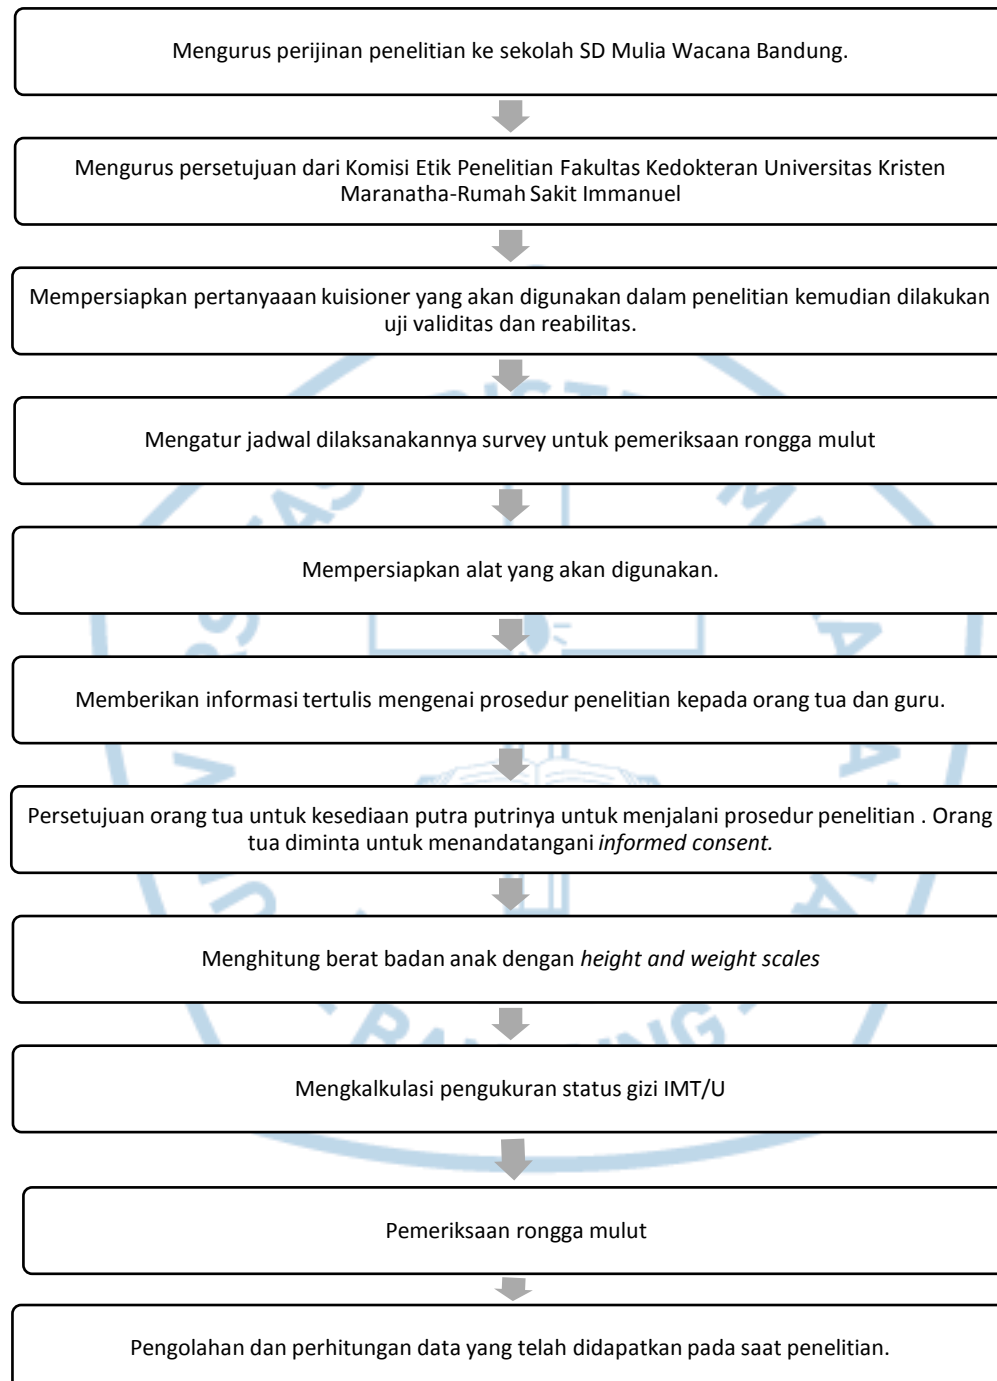 Mengurus perijinan penelitian ke sekolah SD Mulia Wacana Bandung.
Mengurus persetujuan dari Komisi Etik Penelitian Fakultas Kedokteran Universitas Kristen
Maranatha-Rumah Sakit Immanuel
Mempersiapkan pertanyaaan kuisioner yang akan digunakan dalam penelitian kemudian dilakukan
uji validitas dan reabilitas.
Mengatur jadwal dilaksanakannya survey untuk pemeriksaan rongga mulut
Mempersiapkan alat yang akan digunakan.
Memberikan informasi tertulis mengenai prosedur penelitian kepada orang tua dan guru.
Persetujuan orang tua untuk kesediaan putra putrinya untuk menjalani prosedur penelitian . Orang
tua diminta untuk menandatangani informed consent.
Menghitung berat badan anak dengan height and weight scales
Mengkalkulasi pengukuran status gizi IMT/U
Pemeriksaan rongga mulut
Pengolahan dan perhitungan data yang telah didapatkan pada saat penelitian.